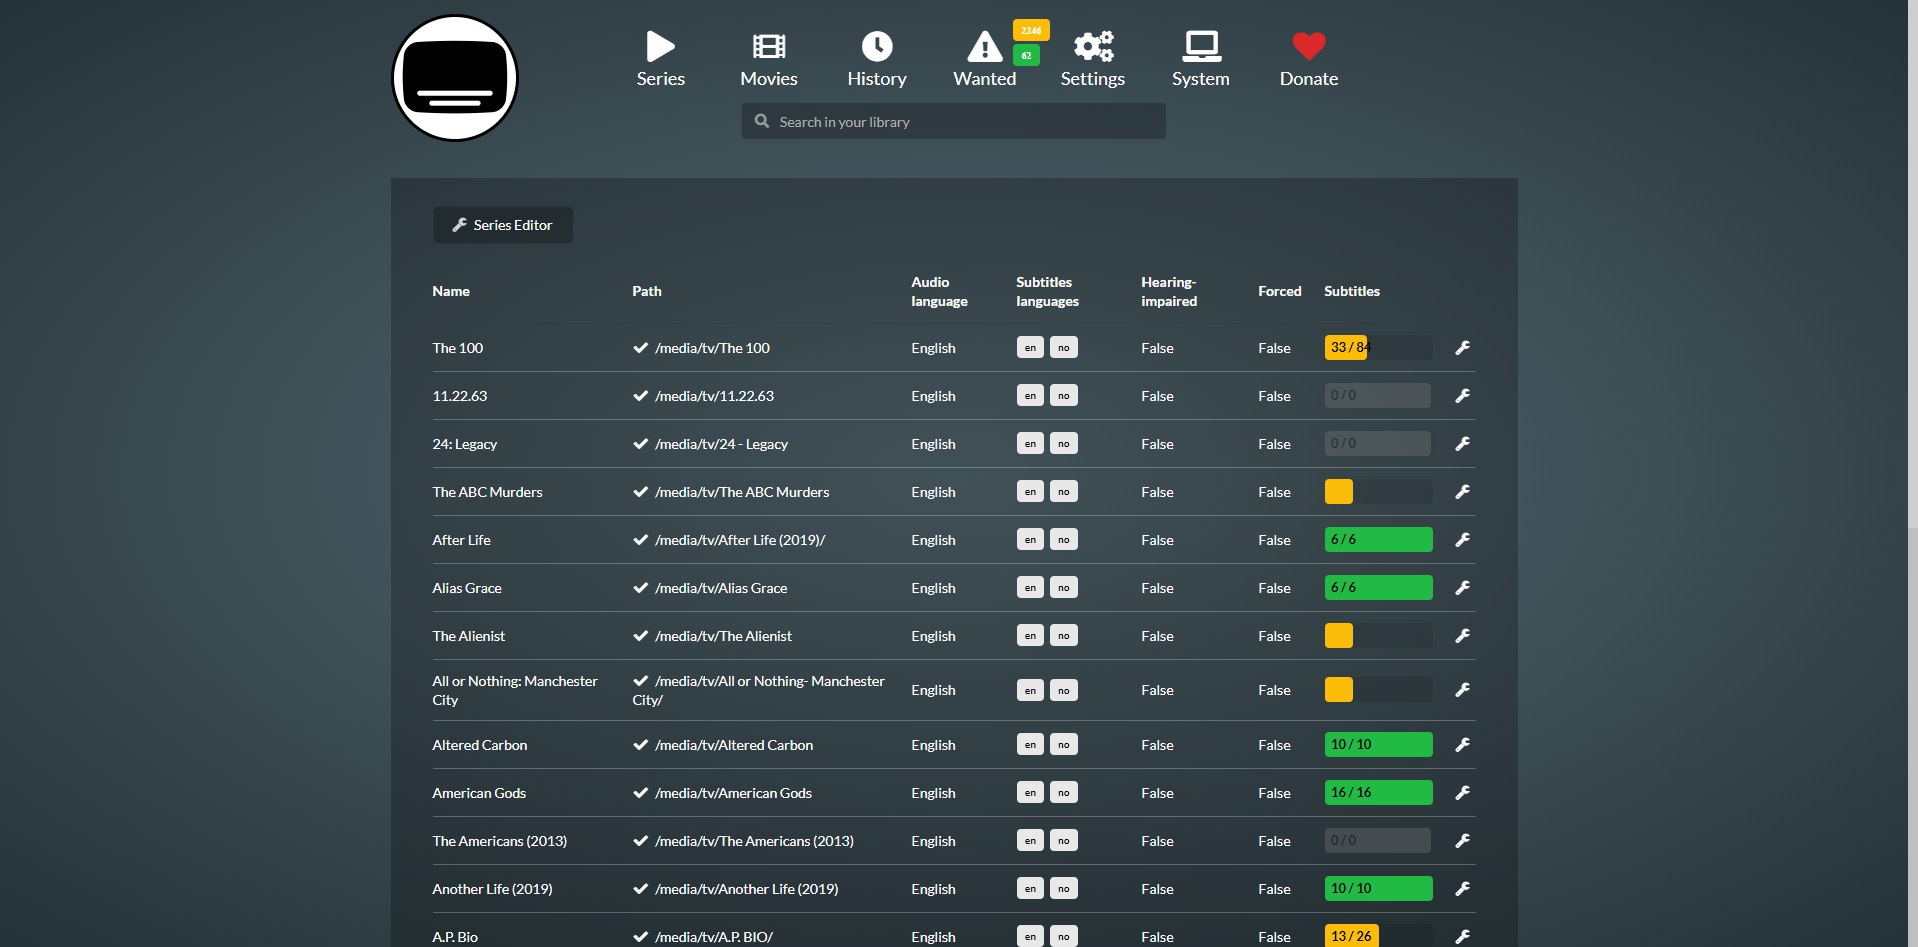 2246
62
Series Movies History Wanted Settings System Donate
Search in your library
Series Editor
Name Path Audio language Subtitles languages Hearing-impaired Forced Subtitles
The 100 /media/tv/The 100 English en no False False 33 / 84
11.22.63 /media/tv/11.22.63 English en no False False 0 / 0
24: Legacy /media/tv/24 - Legacy English en no False False 0 / 0
The ABC Murders /media/tv/The ABC Murders English en no False False
After Life /media/tv/After Life (2019)/ English en no False False 6 / 6
Alias Grace /media/tv/Alias Grace English en no False False 6 / 6
The Alienist /media/tv/The Alienist English en no False False
All or Nothing: Manchester City /media/tv/All or Nothing- Manchester City/ English en no False False
Altered Carbon /media/tv/Altered Carbon English en no False False 10 / 10
American Gods /media/tv/American Gods English en no False False 16 / 16
The Americans (2013) /media/tv/The Americans (2013) English en no False False 0 / 0
Another Life (2019) /media/tv/Another Life (2019) English en no False False 10 / 10
A.P. Bio /media/tv/A.P. BIO/ English en no False False 13 / 26